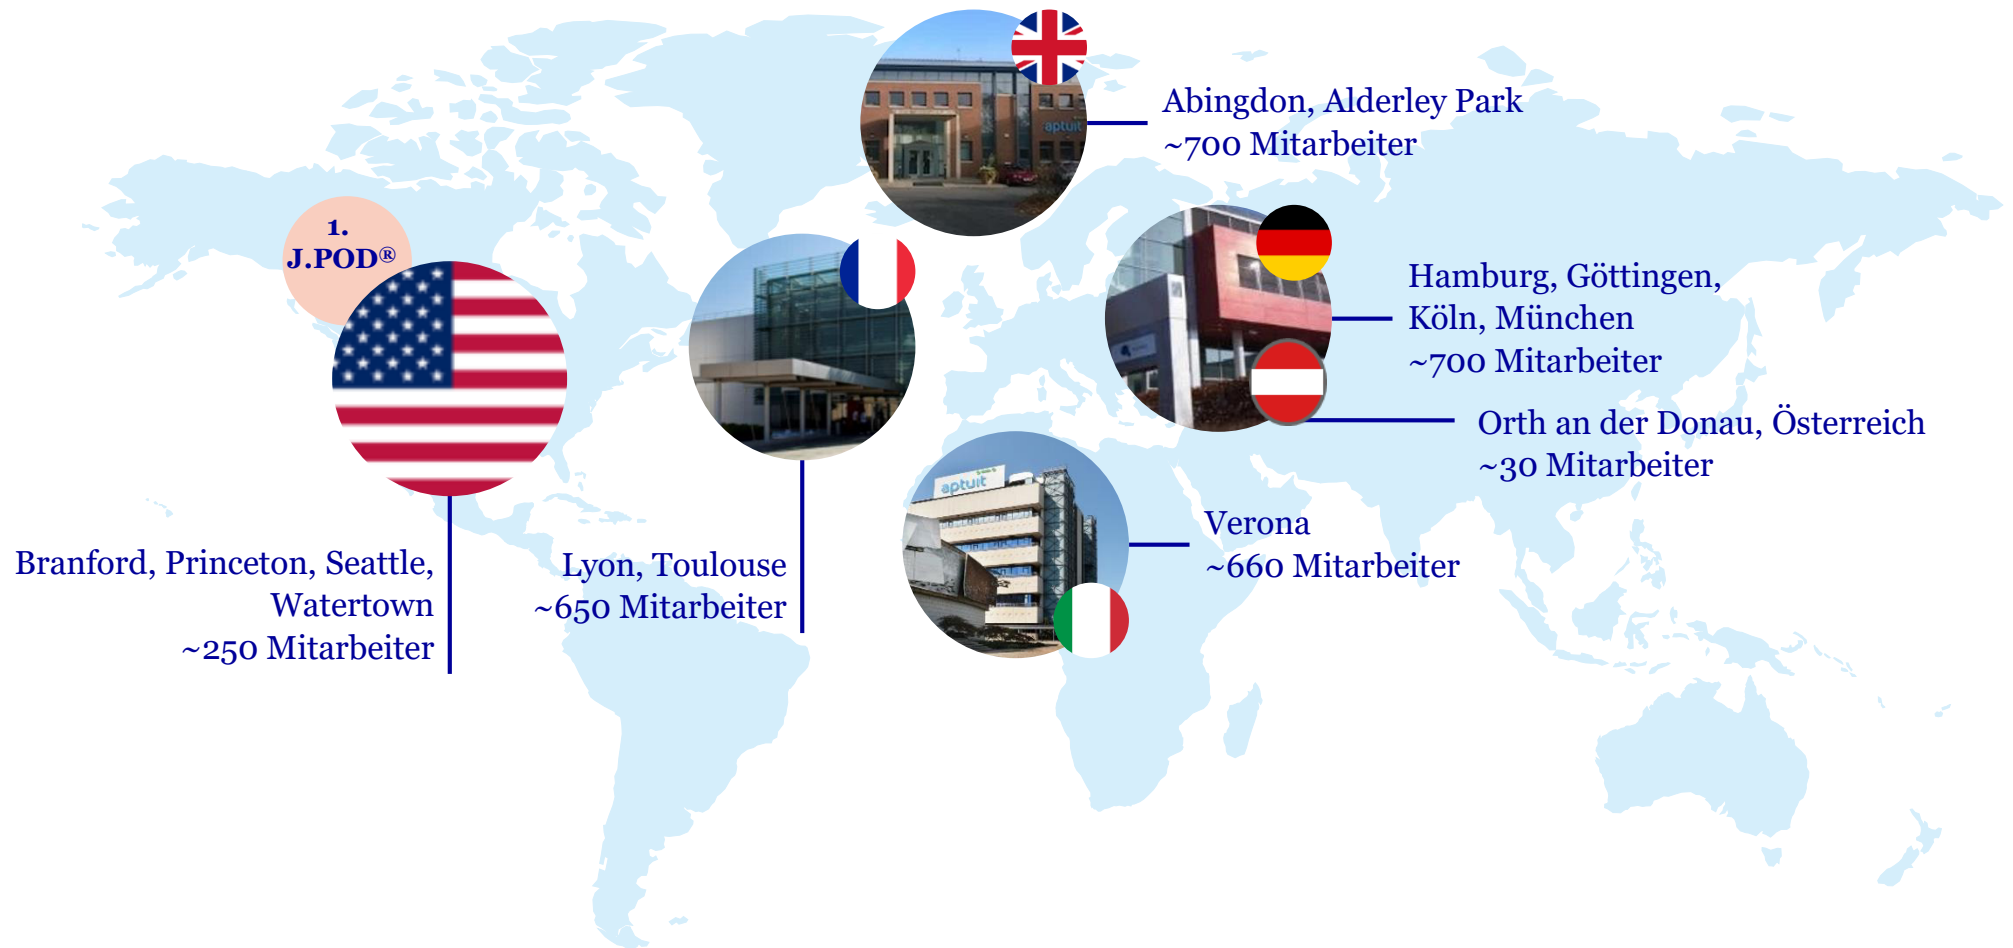 Abingdon, Alderley Park
~700 Mitarbeiter
aptuit
1.
J.POD®
Hamburg, Göttingen,
Köln, München
~700 Mitarbeiter
Orth an der Donau, Österreich
~30 Mitarbeiter
aptuit
Verona
~660 Mitarbeiter
Branford, Princeton, Seattle,
Watertown
~250 Mitarbeiter
Lyon, Toulouse
~650 Mitarbeiter